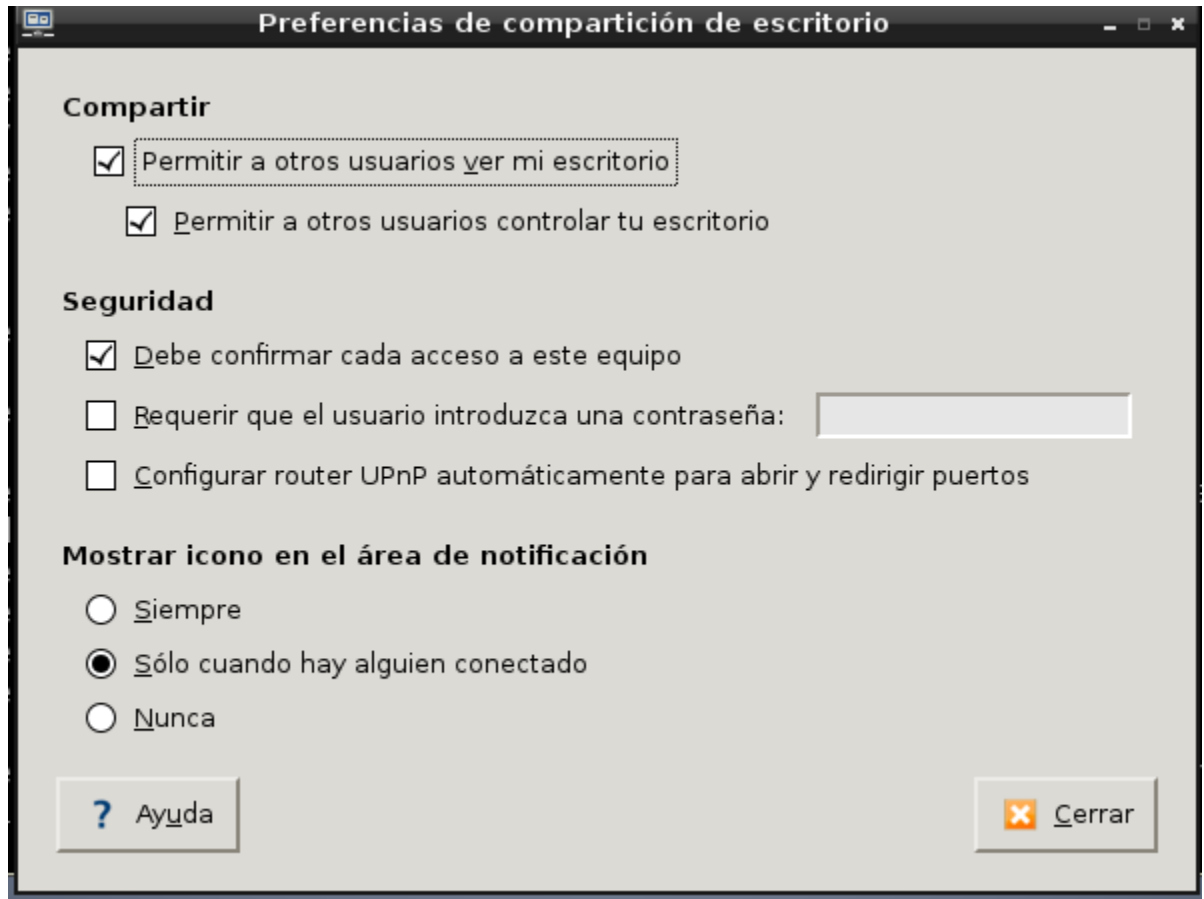 Preferencias de compartición de escritorio
Compartir
Permitir a otros usuarios ver mi escritorio
Permitir a otros usuarios controlar tu escritorio
Seguridad
Debe confirmar cada acceso a este equipo
Requerir que el usuario introduzca una contraseña:
Configurar router UPnP automáticamente para abrir y redirigir puertos
Mostrar icono en el área de notificación
Siempre
Sólo cuando hay alguien conectado
Nunca
? Ayuda
Cerrar